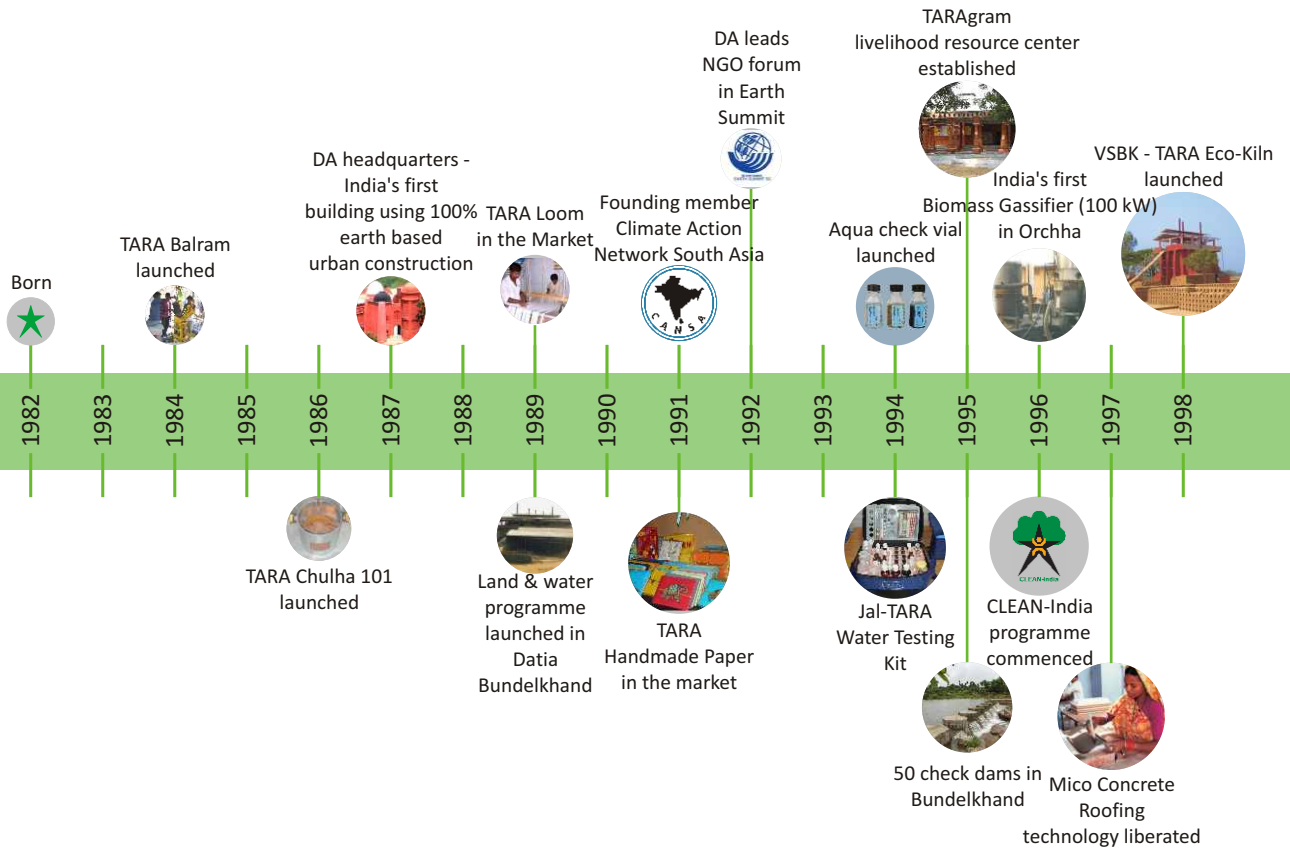 Born
TARA Balram
launched
DA headquarters -
India's first
building using 100%
earth based
urban construction
TARA Loom
in the Market
Founding member
Climate Action
Network South Asia
CANSA
DA leads
NGO forum
in Earth
Summit
Aqua check vial
launched
TARAgram
livelihood resource center
established
India's first
Biomass Gassifier (100 kW)
in Orchha
VSBK - TARA Eco-Kiln
launched
1982
1983
1984
1985
1986
1987
1988
1989
1990
1991
1992
1993
1994
1995
1996
1997
1998
TARA Chulha 101
launched
Land & water
programme
launched in
Datia
Bundelkhand
TARA
Handmade Paper
in the market
Jal-TARA
Water Testing
Kit
50 check dams in
Bundelkhand
CLEAN-India
CLEAN-India
programme
commenced
Mico Concrete
Roofing
technology liberated